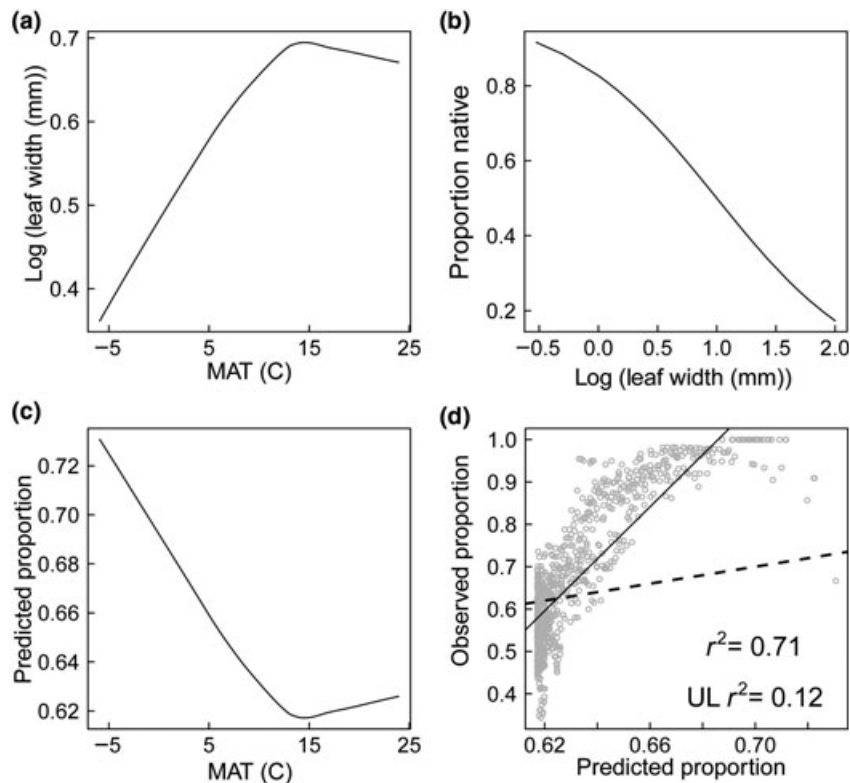 (a)
0.7
0.6
0.5
0.4
Log (leaf width (mm))
−5
5
15
25
MAT (C)
(b)
0.8
0.6
0.4
0.2
Proportion native
−0.5
0.0
0.5
1.0
1.5
2.0
Log (leaf width (mm))
(c)
0.72
0.70
0.68
0.66
0.64
0.62
Predicted proportion
−5
5
15
25
MAT (C)
(d)
1.0
0.9
0.8
0.7
0.6
0.5
0.4
Observed proportion
r² = 0.71
UL r² = 0.12
0.62
0.66
0.70
Predicted proportion